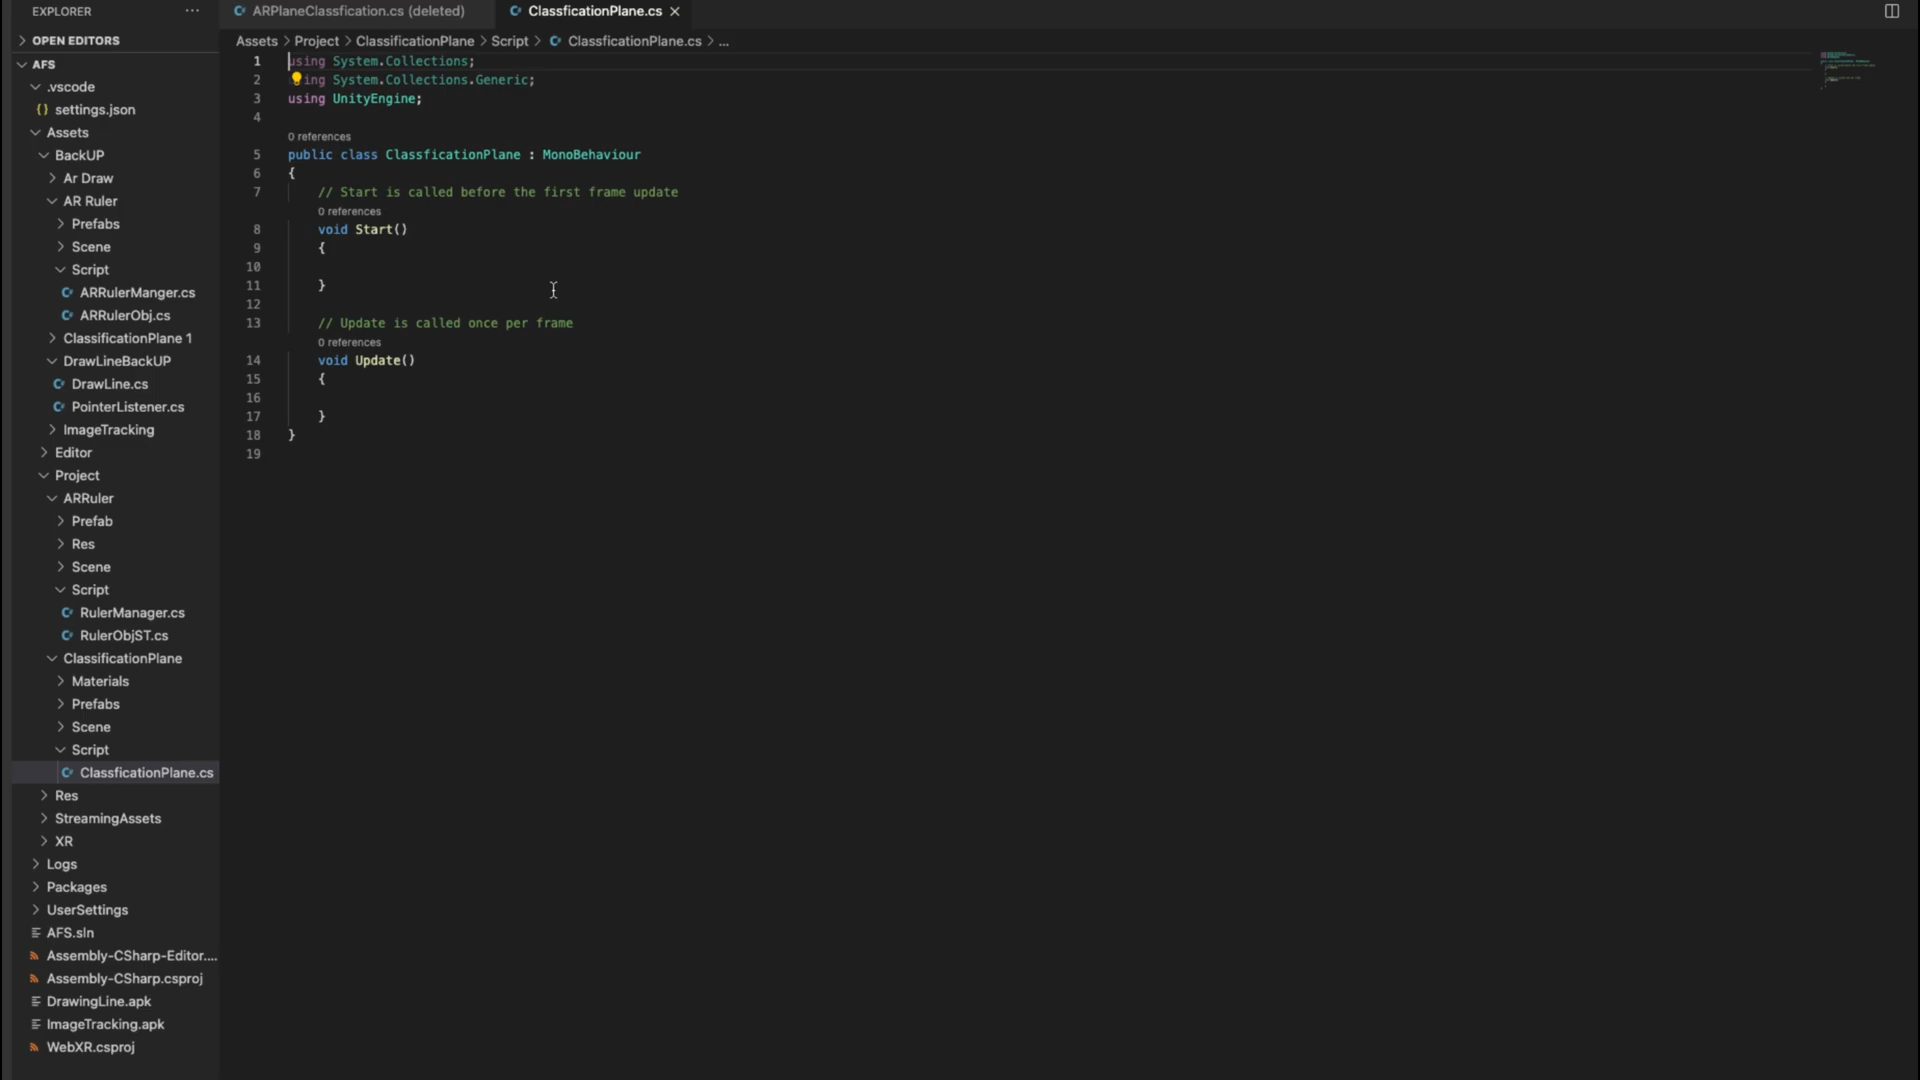 EXPLORER
OPEN EDITORS
AFS
.vscode
{} settings.json
Assets
BackUP
Ar Draw
AR Ruler
Prefabs
Scene
Script
ARRulerManger.cs
ARRulerObj.cs
ClassificationPlane 1
DrawLineBackUP
DrawLine.cs
PointerListener.cs
ImageTracking
Editor
Project
ARRuler
Prefab
Res
Scene
Script
RulerManager.cs
RulerObjST.cs
ClassificationPlane
Materials
Prefabs
Scene
Script
ClassficationPlane.cs
Res
StreamingAssets
XR
Logs
Packages
UserSettings
AFS.sln
Assembly-CSharp-Editor....
Assembly-CSharp.csproj
DrawingLine.apk
ImageTracking.apk
WebXR.csproj
ARPlaneClassfication.cs (deleted)
ClassficationPlane.cs
Assets > Project > ClassificationPlane > Script > ClassficationPlane.cs > ...
1 using System.Collections;
2 ing System.Collections.Generic;
3 using UnityEngine;
4
0 references
5 public class ClassficationPlane : MonoBehaviour
6 {
7 // Start is called before the first frame update
0 references
8 void Start()
9 {
10
11 }
12
13 // Update is called once per frame
0 references
14 void Update()
15 {
16
17 }
18 }
19